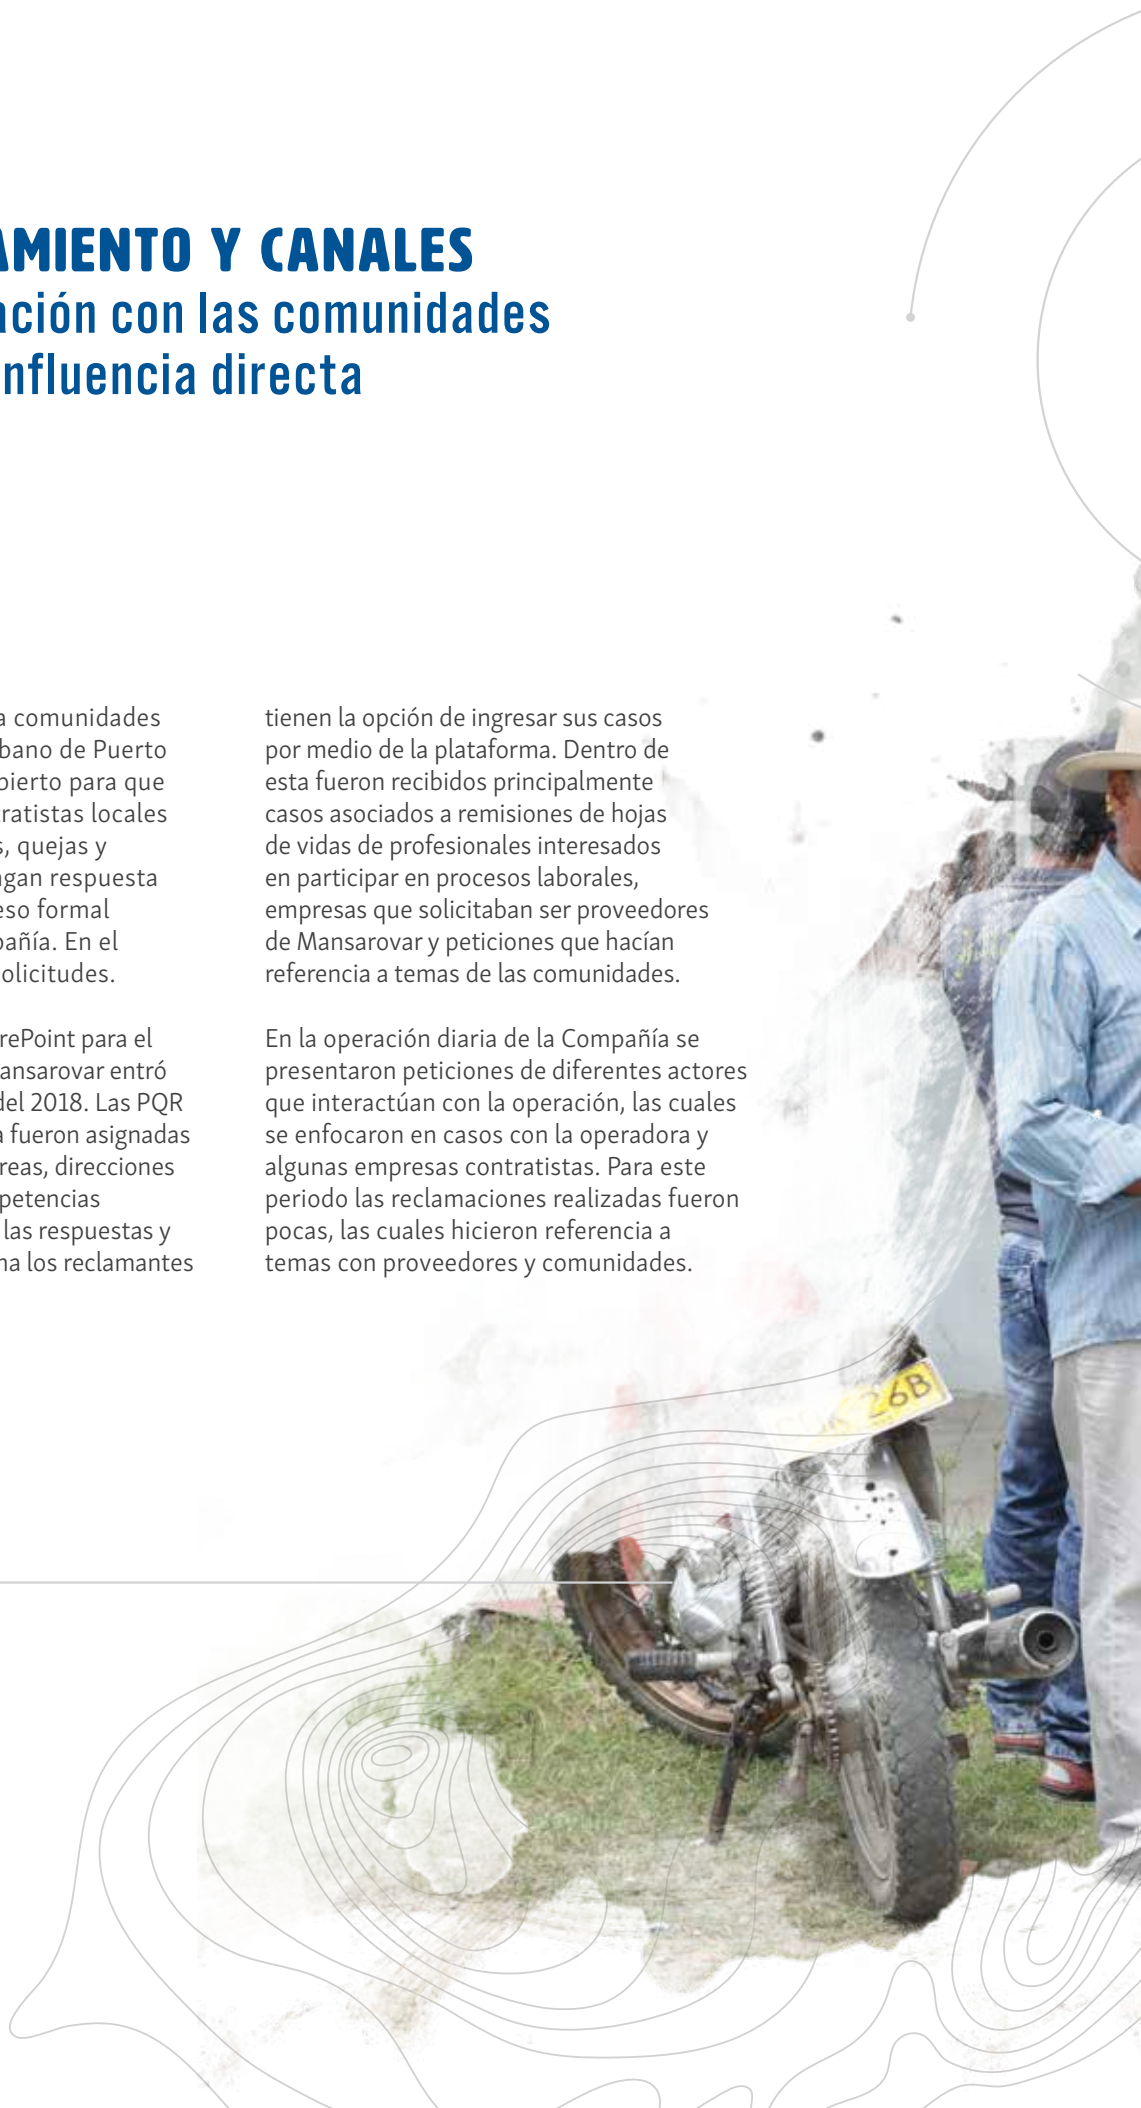 AMIENTO Y CANALES
ación con las comunidades
nfluencia directa
a comunidades
bano de Puerto
bierto para que
ratistas locales
s, quejas y
ngan respuesta
eso formal
pañía. En el
olicitudes.
rePoint para el
ansarovar entró
del 2018. Las PQR
a fueron asignadas
reas, direcciones
petencias
las respuestas y
na los reclamantes
tienen la opción de ingresar sus casos
por medio de la plataforma. Dentro de
esta fueron recibidos principalmente
casos asociados a remisiones de hojas
de vidas de profesionales interesados
en participar en procesos laborales,
empresas que solicitaban ser proveedores
de Mansarovar y peticiones que hacían
referencia a temas de las comunidades.
En la operación diaria de la Compañía se
presentaron peticiones de diferentes actores
que interactúan con la operación, las cuales
se enfocaron en casos con la operadora y
algunas empresas contratistas. Para este
periodo las reclamaciones realizadas fueron
pocas, las cuales hicieron referencia a
temas con proveedores y comunidades.
26B